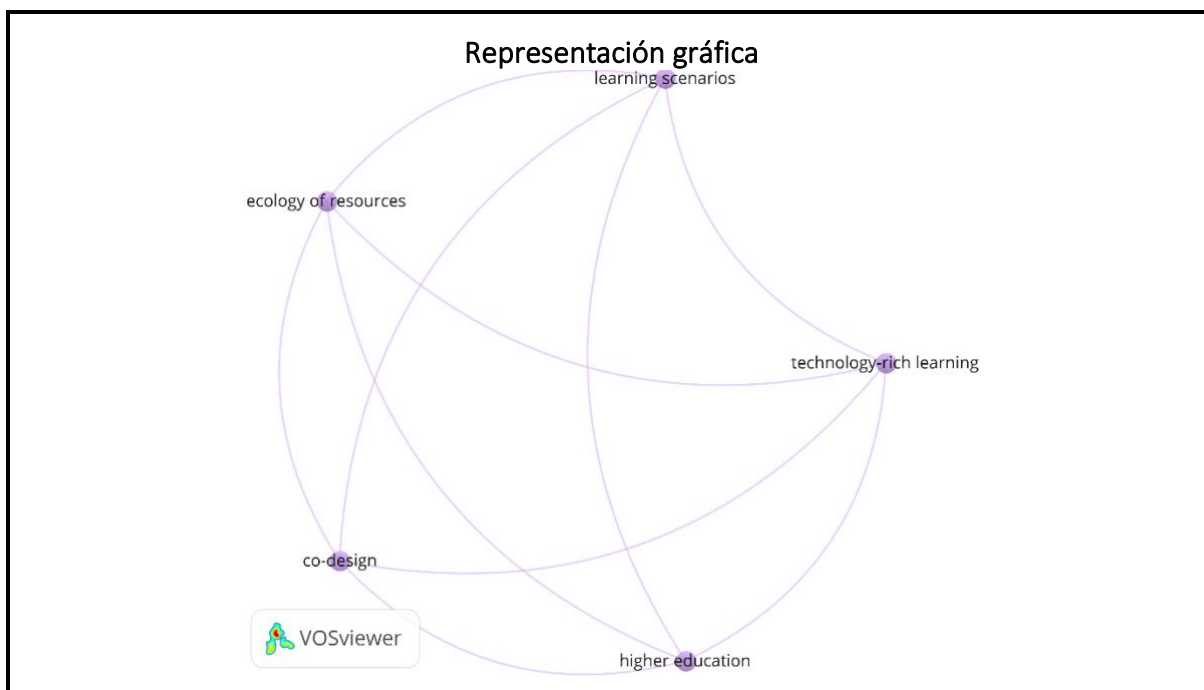 Representación gráfica
learning scenarios
ecology of resources
technology-rich learning
co-design
VOSviewer
higher education